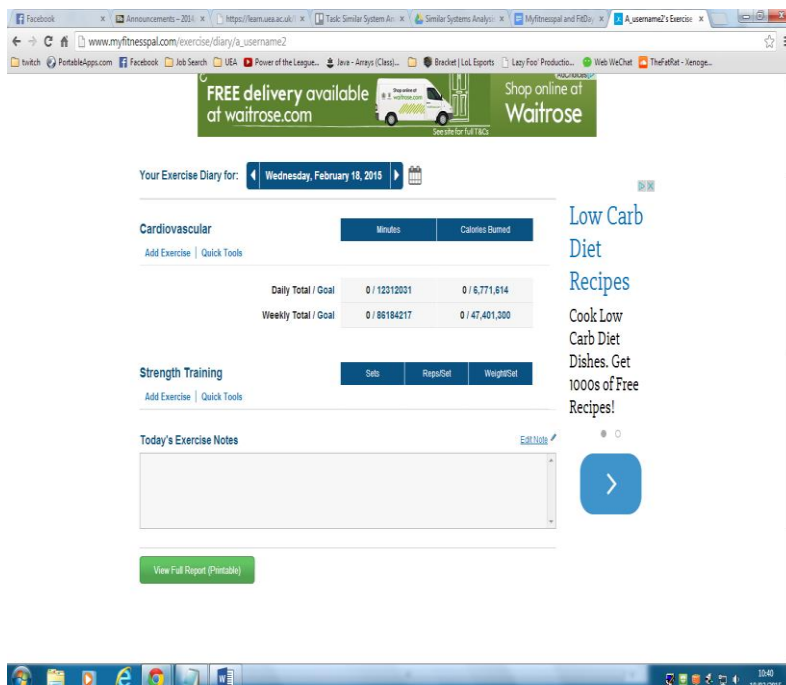 Facebook
Announcements – 2014
https://learn.uea.ac.uk/
Task: Similar System An
Similar Systems Analysis
Myfitnesspal and FitDay
A_username2's Exercise
www.myfitnesspal.com/exercise/diary/a_username2
twitch PortableApps.com Facebook Job Search UEA Power of the League... Java - Arrays (Class)... Bracket | LoL Esports Lazy Foo' Productio... Web WeChat TheFatRat - Xenoge...
AdChoices
FREE delivery available
at waitrose.com
Shop online at
waitrose.com
See site for full T&Cs
Shop online at
Waitrose
Your Exercise Diary for: Wednesday, February 18, 2015
Cardiovascular Minutes Calories Burned
Add Exercise | Quick Tools
Daily Total / Goal 0 / 12312031 0 / 6,771,614
Weekly Total / Goal 0 / 86184217 0 / 47,401,300
Strength Training Sets Reps/Set Weight/Set
Add Exercise | Quick Tools
Today's Exercise Notes Edit Note
View Full Report (Printable)
Low Carb
Diet
Recipes
Cook Low
Carb Diet
Dishes. Get
1000s of Free
Recipes!
10:40